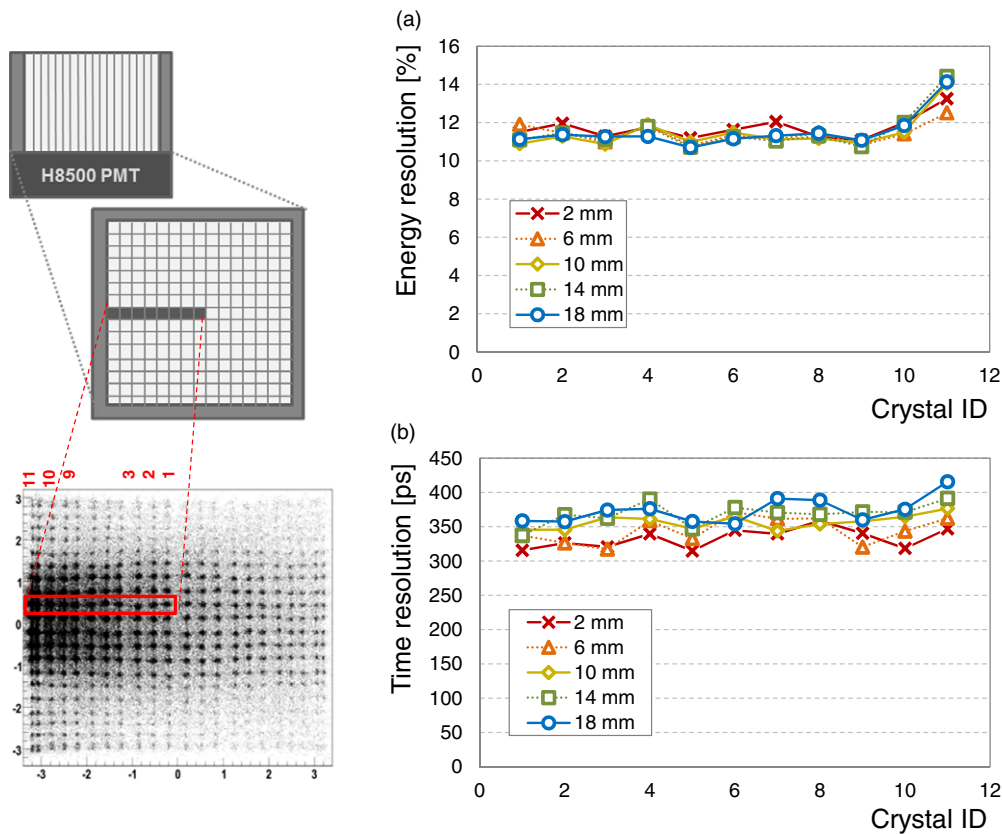 (a)
16
14
12
10
8
6
4
2
0
Energy resolution [%]
2 mm
6 mm
10 mm
14 mm
18 mm
0 2 4 6 8 10 12
Crystal ID
H8500 PMT
11 10 9 3 2 1
3
2
1
0
-1
-2
-3
-3 -2 -1 0 1 2 3
(b)
450
400
350
300
250
200
150
100
50
0
Time resolution [ps]
2 mm
6 mm
10 mm
14 mm
18 mm
0 2 4 6 8 10 12
Crystal ID